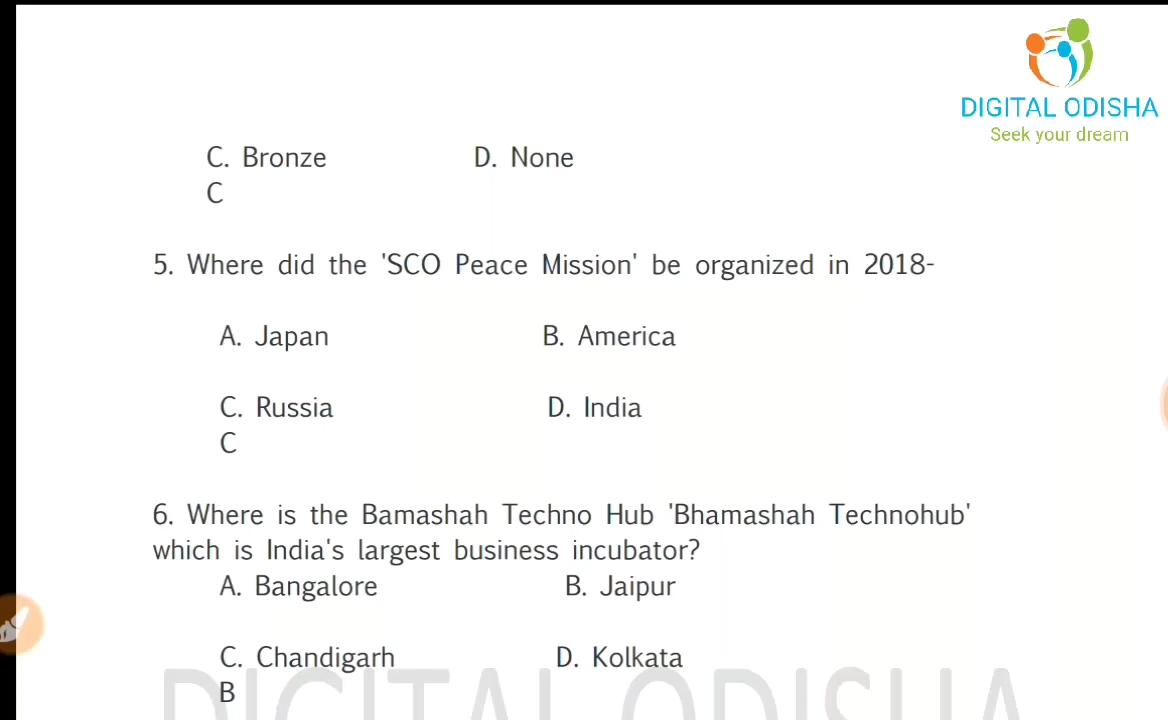 DIGITAL ODISHA
Seek your dream
C. Bronze D. None
C
5. Where did the 'SCO Peace Mission' be organized in 2018-
A. Japan B. America
C. Russia D. India
C
6. Where is the Bamashah Techno Hub 'Bhamashah Technohub'
which is India's largest business incubator?
A. Bangalore B. Jaipur
C. Chandigarh D. Kolkata
B
DIGITAL ODISHA